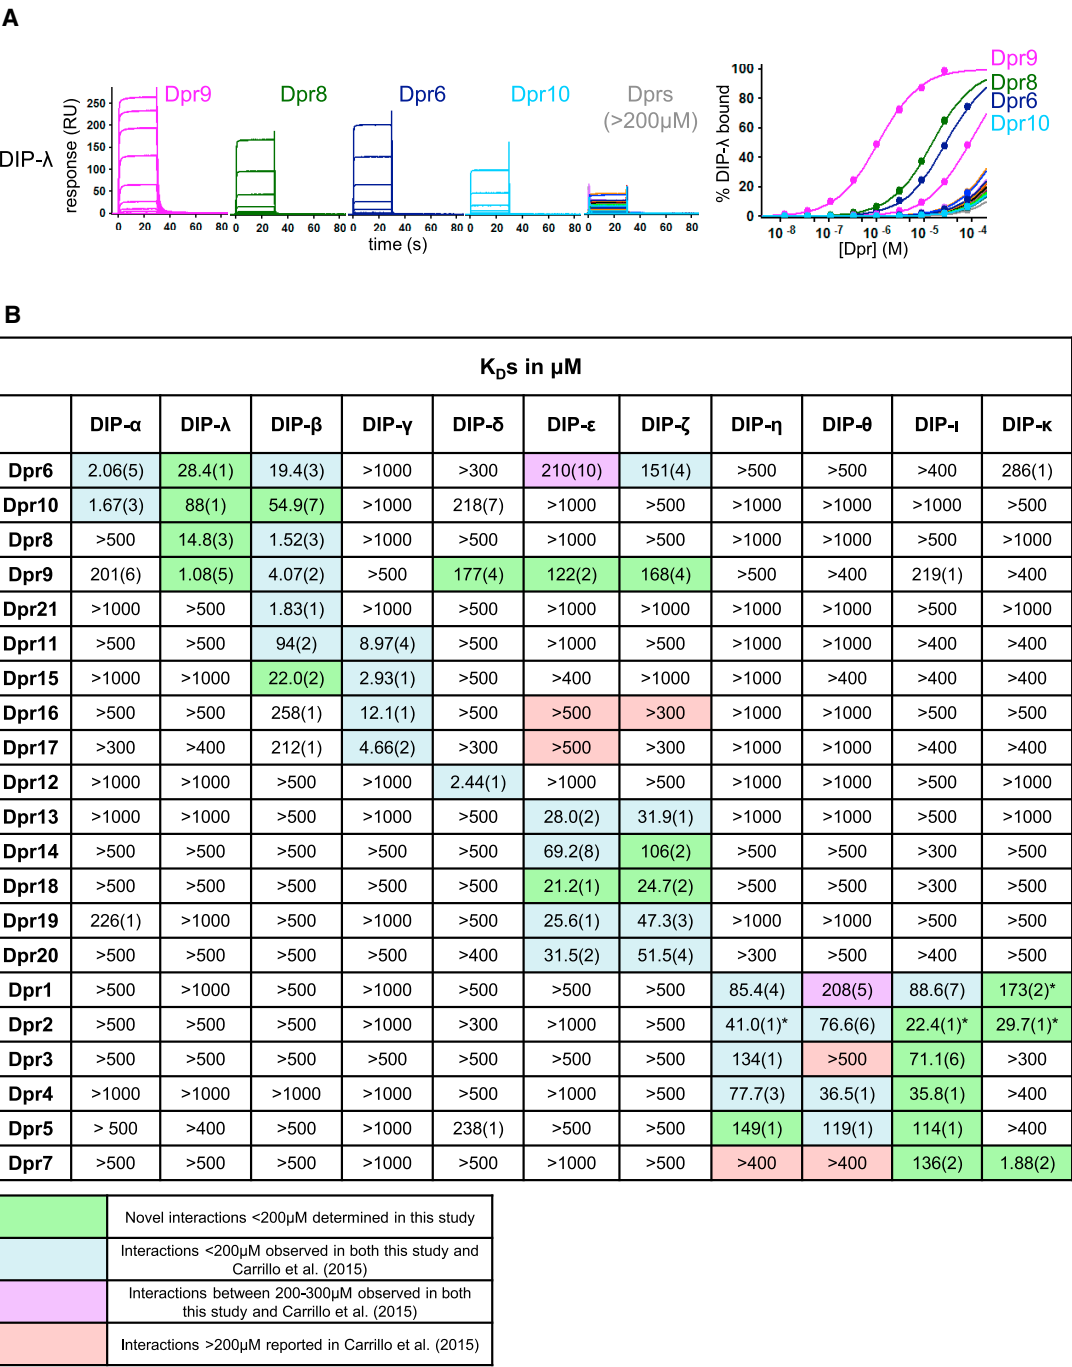 A
DIP-λ
response (RU)
250
200
150
100
50
0
Dpr9
Dpr8
Dpr6
Dpr10
Dprs
(>200µM)
0 20 40 60 80 0 20 40 60 80 0 20 40 60 80 0 20 40 60 80 0 20 40 60 80
time (s)
% DIP-λ bound
100
80
60
40
20
0
Dpr9
Dpr8
Dpr6
Dpr10
10 -8 10 -7 10 -6 10 -5 10 -4
[Dpr] (M)
B
KDs in µM
DIP-α DIP-λ DIP-β DIP-γ DIP-δ DIP-ε DIP-ζ DIP-η DIP-θ DIP-ι DIP-κ
Dpr6 2.06(5) 28.4(1) 19.4(3) >1000 >300 210(10) 151(4) >500 >500 >400 286(1)
Dpr10 1.67(3) 88(1) 54.9(7) >1000 218(7) >1000 >500 >1000 >1000 >1000 >500
Dpr8 >500 14.8(3) 1.52(3) >1000 >500 >1000 >500 >1000 >1000 >500 >1000
Dpr9 201(6) 1.08(5) 4.07(2) >500 177(4) 122(2) 168(4) >500 >400 219(1) >400
Dpr21 >1000 >500 1.83(1) >1000 >500 >1000 >1000 >1000 >1000 >500 >1000
Dpr11 >500 >500 94(2) 8.97(4) >500 >1000 >500 >1000 >1000 >400 >400
Dpr15 >1000 >1000 22.0(2) 2.93(1) >500 >400 >1000 >1000 >400 >400 >400
Dpr16 >500 >500 258(1) 12.1(1) >500 >500 >300 >1000 >1000 >500 >500
Dpr17 >300 >400 212(1) 4.66(2) >300 >500 >300 >1000 >1000 >400 >400
Dpr12 >1000 >1000 >500 >1000 2.44(1) >1000 >500 >1000 >1000 >500 >1000
Dpr13 >1000 >1000 >500 >1000 >500 28.0(2) 31.9(1) >1000 >1000 >500 >1000
Dpr14 >500 >500 >500 >500 >500 69.2(8) 106(2) >500 >500 >300 >500
Dpr18 >500 >500 >500 >500 >500 21.2(1) 24.7(2) >500 >500 >300 >500
Dpr19 226(1) >1000 >500 >1000 >500 25.6(1) 47.3(3) >1000 >1000 >500 >500
Dpr20 >500 >500 >500 >500 >400 31.5(2) 51.5(4) >300 >500 >400 >500
Dpr1 >500 >1000 >500 >1000 >500 >500 >500 85.4(4) 208(5) 88.6(7) 173(2)*
Dpr2 >500 >500 >500 >1000 >300 >1000 >500 41.0(1)* 76.6(6) 22.4(1)* 29.7(1)*
Dpr3 >500 >500 >500 >500 >500 >500 >500 134(1) >500 71.1(6) >300
Dpr4 >1000 >1000 >1000 >1000 >500 >1000 >500 77.7(3) 36.5(1) 35.8(1) >400
Dpr5 > 500 >400 >500 >1000 238(1) >500 >500 149(1) 119(1) 114(1) >400
Dpr7 >500 >500 >500 >1000 >500 >1000 >500 >400 >400 136(2) 1.88(2)
Novel interactions <200µM determined in this study
Interactions <200µM observed in both this study and
Carrillo et al. (2015)
Interactions between 200-300µM observed in both
this study and Carrillo et al. (2015)
Interactions >200µM reported in Carrillo et al. (2015)